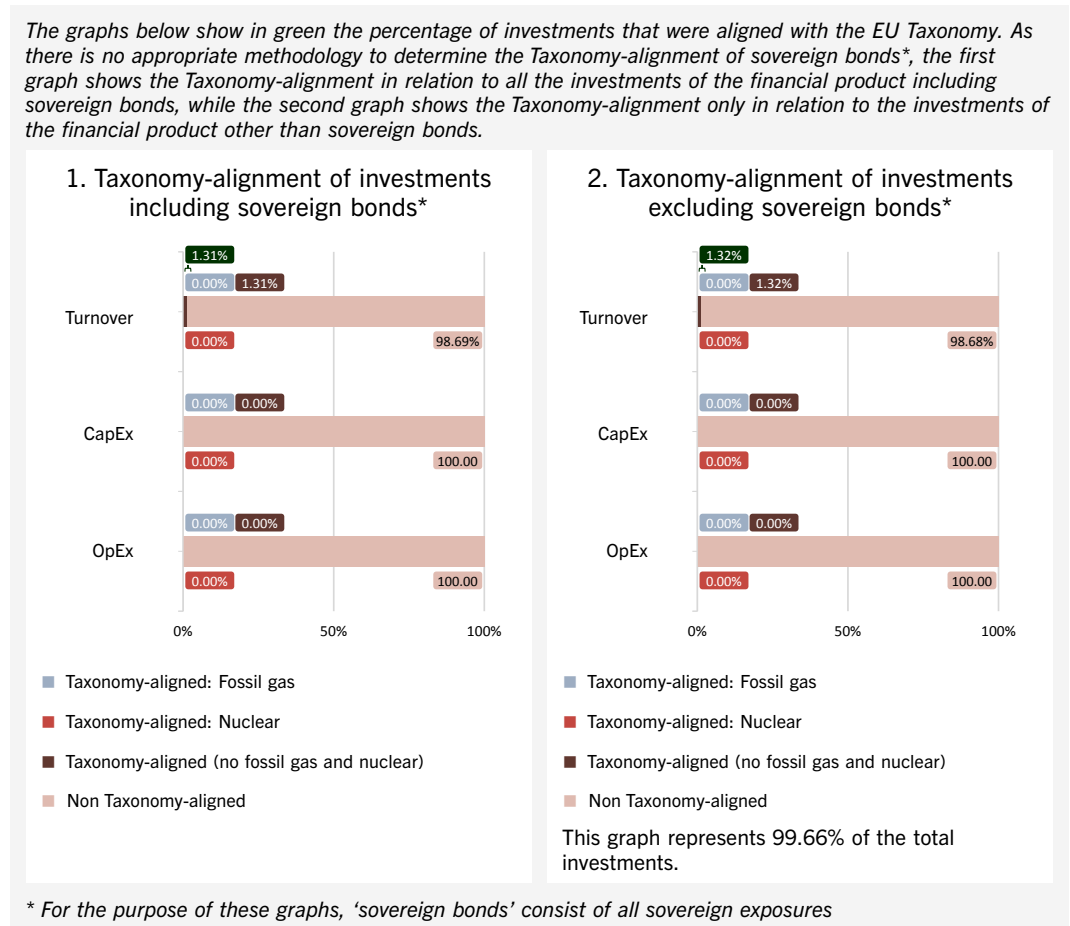 The graphs below show in green the percentage of investments that were aligned with the EU Taxonomy. As
there is no appropriate methodology to determine the Taxonomy-alignment of sovereign bonds*, the first
graph shows the Taxonomy-alignment in relation to all the investments of the financial product including
sovereign bonds, while the second graph shows the Taxonomy-alignment only in relation to the investments of
the financial product other than sovereign bonds.
1. Taxonomy-alignment of investments
including sovereign bonds*
1.31%
0.00% 1.31%
Turnover
0.00% 98.69%
0.00% 0.00%
CapEx
0.00% 100.00
0.00% 0.00%
OpEx
0.00% 100.00
0% 50% 100%
Taxonomy-aligned: Fossil gas
Taxonomy-aligned: Nuclear
Taxonomy-aligned (no fossil gas and nuclear)
Non Taxonomy-aligned
2. Taxonomy-alignment of investments
excluding sovereign bonds*
1.32%
0.00% 1.32%
Turnover
0.00% 98.68%
0.00% 0.00%
CapEx
0.00% 100.00
0.00% 0.00%
OpEx
0.00% 100.00
0% 50% 100%
Taxonomy-aligned: Fossil gas
Taxonomy-aligned: Nuclear
Taxonomy-aligned (no fossil gas and nuclear)
Non Taxonomy-aligned
This graph represents 99.66% of the total
investments.
* For the purpose of these graphs, ‘sovereign bonds’ consist of all sovereign exposures